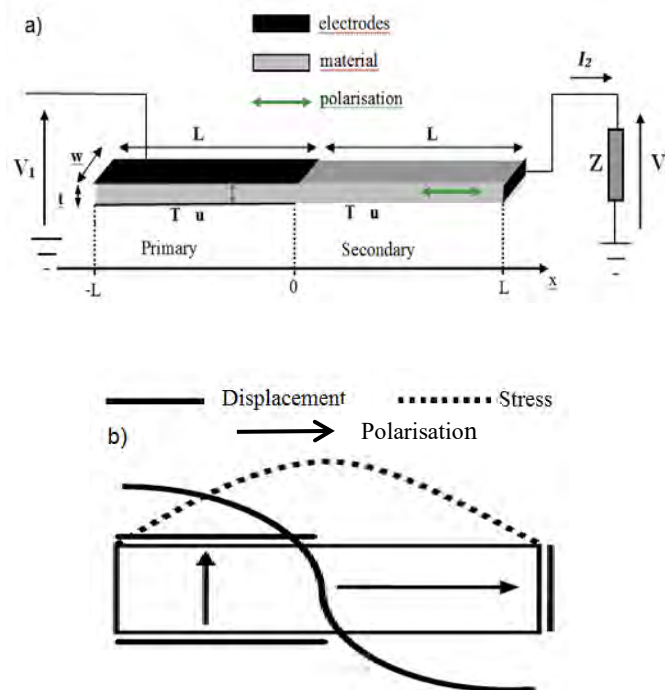 a)
electrodes
material
polarisation
I₂
L L
w
V₁
Z
V
t
T u T u
Primary Secondary
-L 0 L x
Displacement Stress
b) Polarisation